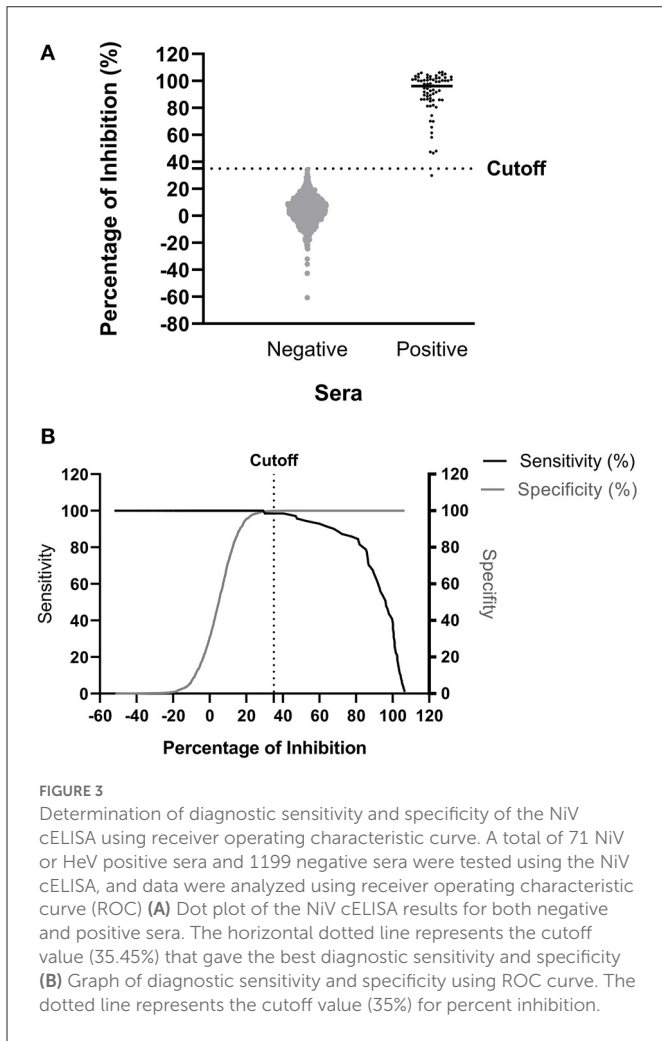 A
Percentage of Inhibition (%)
120
100
80
60
40
20
0
-20
-40
-60
-80
Cutoff
Negative
Positive
Sera
B
Cutoff
Sensitivity (%)
Specificity (%)
Sensitivity
120
100
80
60
40
20
0
120
100
80
60
40
20
0
Specifity
-60 -40 -20 0 20 40 60 80 100 120
Percentage of Inhibition
FIGURE 3
Determination of diagnostic sensitivity and specificity of the NiV
cELISA using receiver operating characteristic curve. A total of 71 NiV
or HeV positive sera and 1199 negative sera were tested using the NiV
cELISA, and data were analyzed using receiver operating characteristic
curve (ROC) (A) Dot plot of the NiV cELISA results for both negative
and positive sera. The horizontal dotted line represents the cutoff
value (35.45%) that gave the best diagnostic sensitivity and specificity
(B) Graph of diagnostic sensitivity and specificity using ROC curve. The
dotted line represents the cutoff value (35%) for percent inhibition.